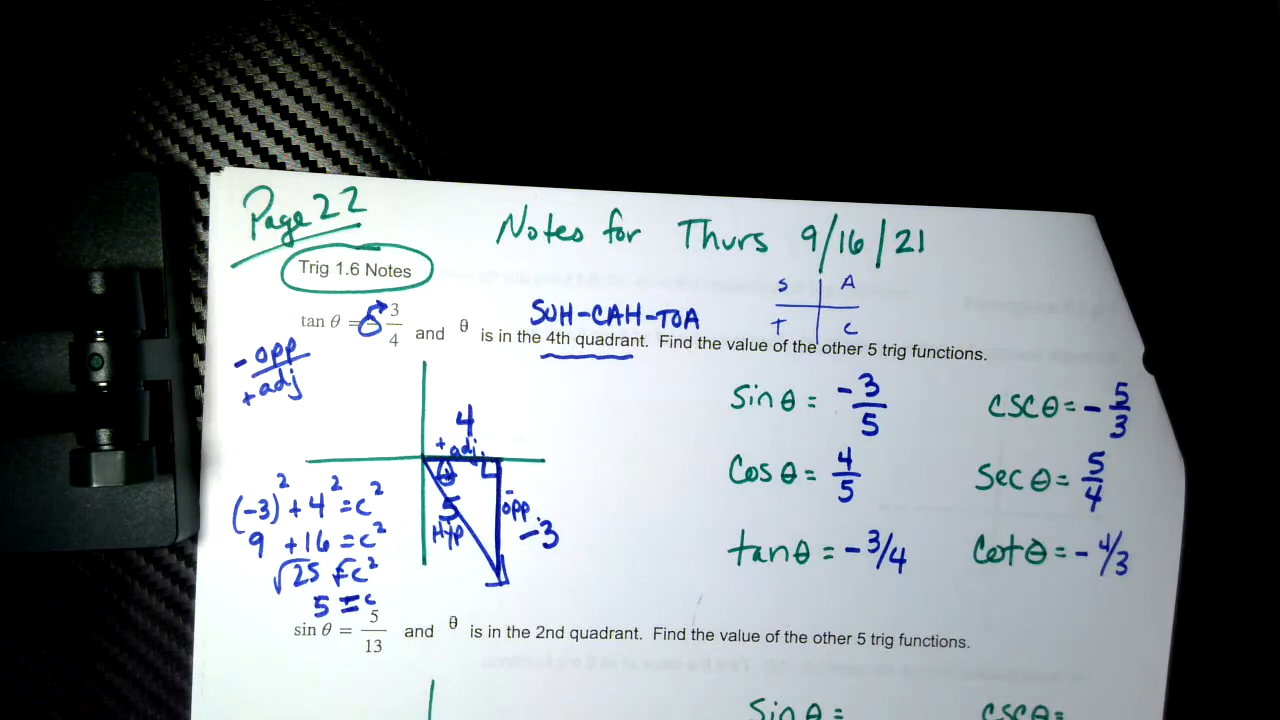 Page 22
Notes for Thurs 9/16/21
Trig 1.6 Notes
S A
T C
SOH-CAH-TOA
tan θ = - 3/4 and θ is in the 4th quadrant. Find the value of the other 5 trig functions.
- opp
+ adj
4
+ adj.
θ
5
Hyp
- opp.
-3
(-3)² + 4² = c²
9 + 16 = c²
√25 √c²
5 = c
sin θ = -3/5
csc θ = - 5/3
cos θ = 4/5
sec θ = 5/4
tan θ = -3/4
cot θ = - 4/3
sin θ = 5/13 and θ is in the 2nd quadrant. Find the value of the other 5 trig functions.
sin θ =
csc θ =